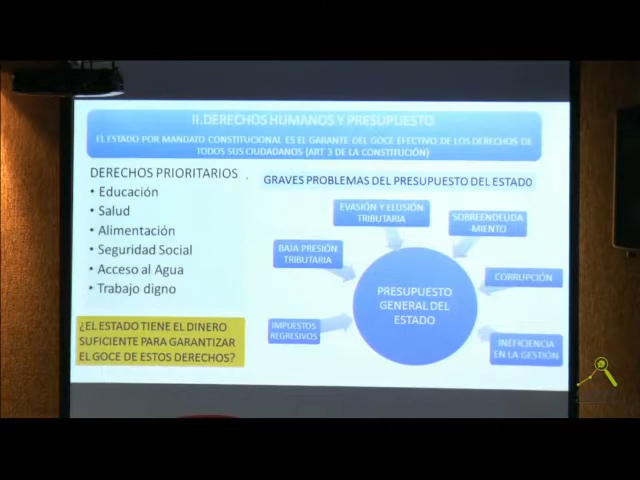 II.DERECHOS HUMANOS Y PRESUPUESTO
EL ESTADO POR MANDATO CONSTITUCIONAL ES EL GARANTE DEL GOCE EFECTIVO DE LOS DERECHOS DE
TODOS SUS CIUDADANOS (ART 3 DE LA CONSTITUCIÓN)
DERECHOS PRIORITARIOS .
• Educación
• Salud
• Alimentación
• Seguridad Social
• Acceso al Agua
• Trabajo digno
¿EL ESTADO TIENE EL DINERO
SUFICIENTE PARA GARANTIZAR
EL GOCE DE ESTOS DERECHOS?
GRAVES PROBLEMAS DEL PRESUPUESTO DEL ESTADO
IMPUESTOS
REGRESIVOS
BAJA PRESIÓN
TRIBUTARIA
EVASIÓN Y ELUSIÓN
TRIBUTARIA
SOBREENDEUDA
-MIENTO
CORRUPCIÓN
INEFICIENCIA
EN LA GESTIÓN
PRESUPUESTO
GENERAL DEL
ESTADO